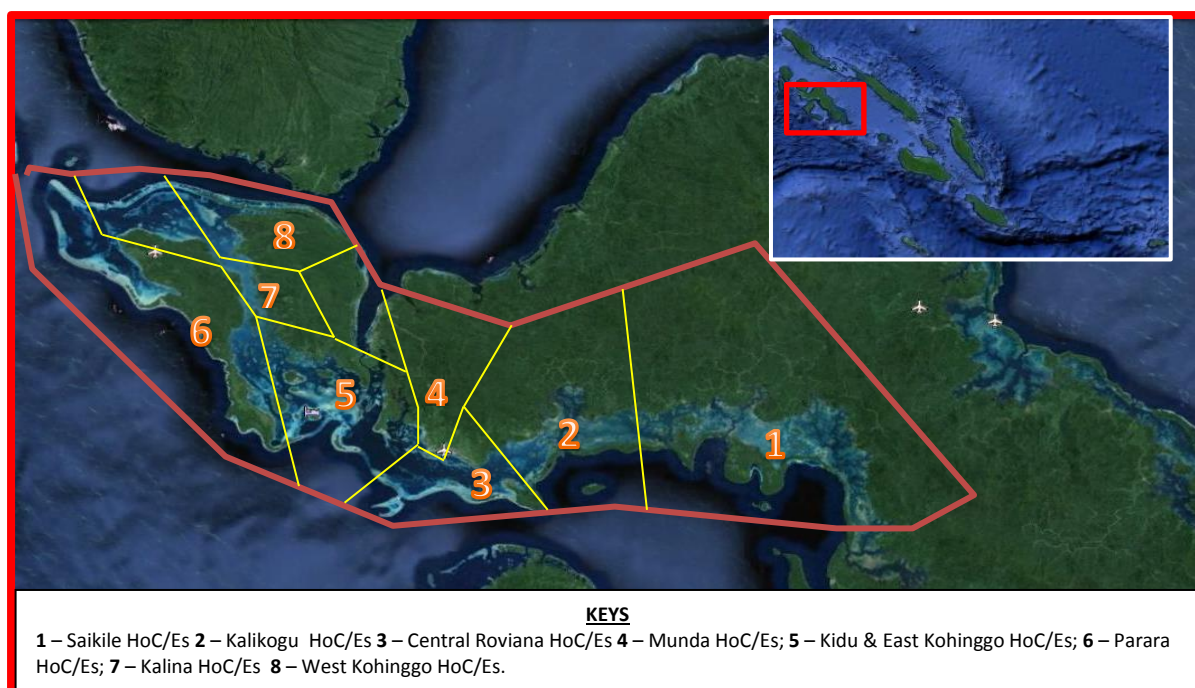 8
7
6
5
4
2
1
3
KEYS
1 – Saikile HoC/Es 2 – Kalikogu HoC/Es 3 – Central Roviana HoC/Es 4 – Munda HoC/Es; 5 – Kidu & East Kohinggo HoC/Es; 6 – Parara
HoC/Es; 7 – Kalina HoC/Es 8 – West Kohinggo HoC/Es.